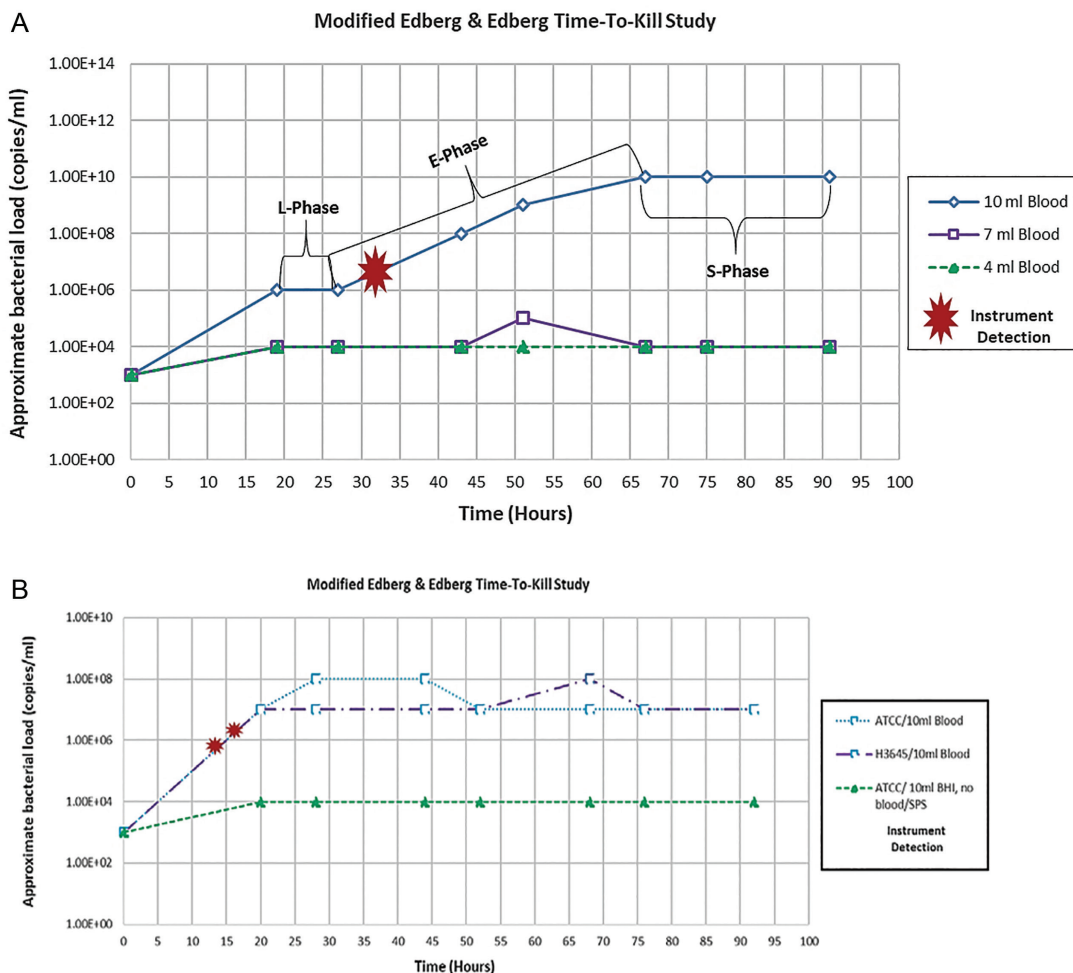 A
Modified Edberg & Edberg Time-To-Kill Study
Approximate bacterial load (copies/ml)
1.00E+14
1.00E+12
1.00E+10
1.00E+08
1.00E+06
1.00E+04
1.00E+02
1.00E+00
L-Phase
E-Phase
S-Phase
0 5 10 15 20 25 30 35 40 45 50 55 60 65 70 75 80 85 90 95 100
Time (Hours)
10 ml Blood
7 ml Blood
4 ml Blood
Instrument
Detection
B
Modified Edberg & Edberg Time-To-Kill Study
Approximate bacterial load (copies/ml)
1.00E+10
1.00E+08
1.00E+06
1.00E+04
1.00E+02
1.00E+00
0 5 10 15 20 25 30 35 40 45 50 55 60 65 70 75 80 85 90 95 100
Time (Hours)
ATCC/10ml Blood
H3645/10ml Blood
ATCC/ 10ml BHI, no
blood/SPS
Instrument
Detection